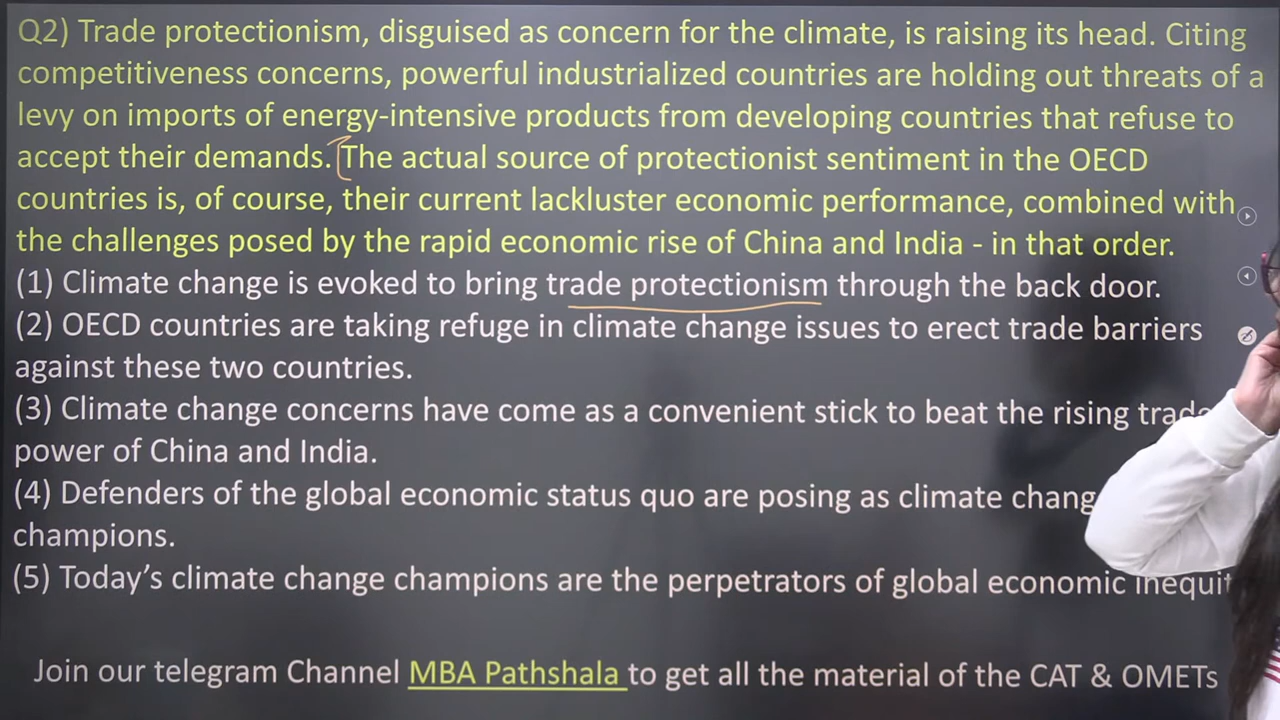 Q2) Trade protectionism, disguised as concern for the climate, is raising its head. Citing
competitiveness concerns, powerful industrialized countries are holding out threats of a
levy on imports of energy-intensive products from developing countries that refuse to
accept their demands. The actual source of protectionist sentiment in the OECD
countries is, of course, their current lackluster economic performance, combined with
the challenges posed by the rapid economic rise of China and India - in that order.
(1) Climate change is evoked to bring trade protectionism through the back door.
(2) OECD countries are taking refuge in climate change issues to erect trade barriers
against these two countries.
(3) Climate change concerns have come as a convenient stick to beat the rising trade
power of China and India.
(4) Defenders of the global economic status quo are posing as climate chang
champions.
(5) Today's climate change champions are the perpetrators of global economic inequit
Join our telegram Channel MBA Pathshala to get all the material of the CAT & OMETs